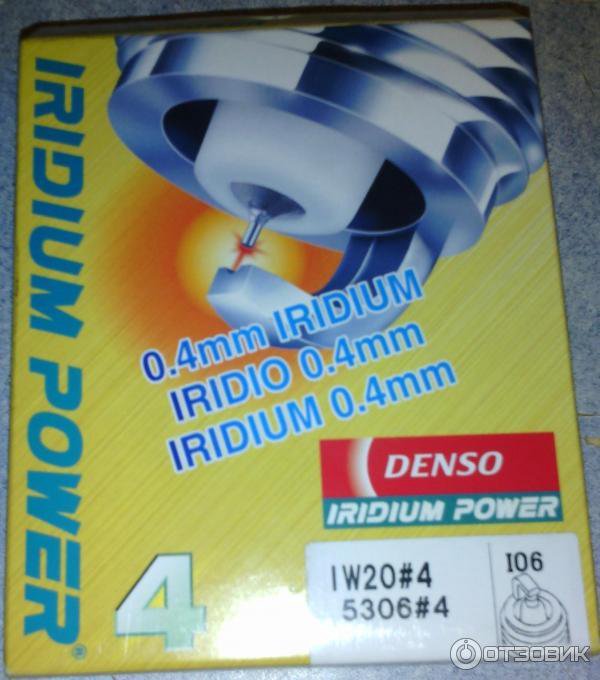 IRIDIUM POWER®
0.4mm IRIDIUM
IRIDIO 0.4mm
IRIDIUM 0.4mm
DENSO
IRIDIUM POWER
4
IW20#4
5306#4
I06
ОТЗОВИК